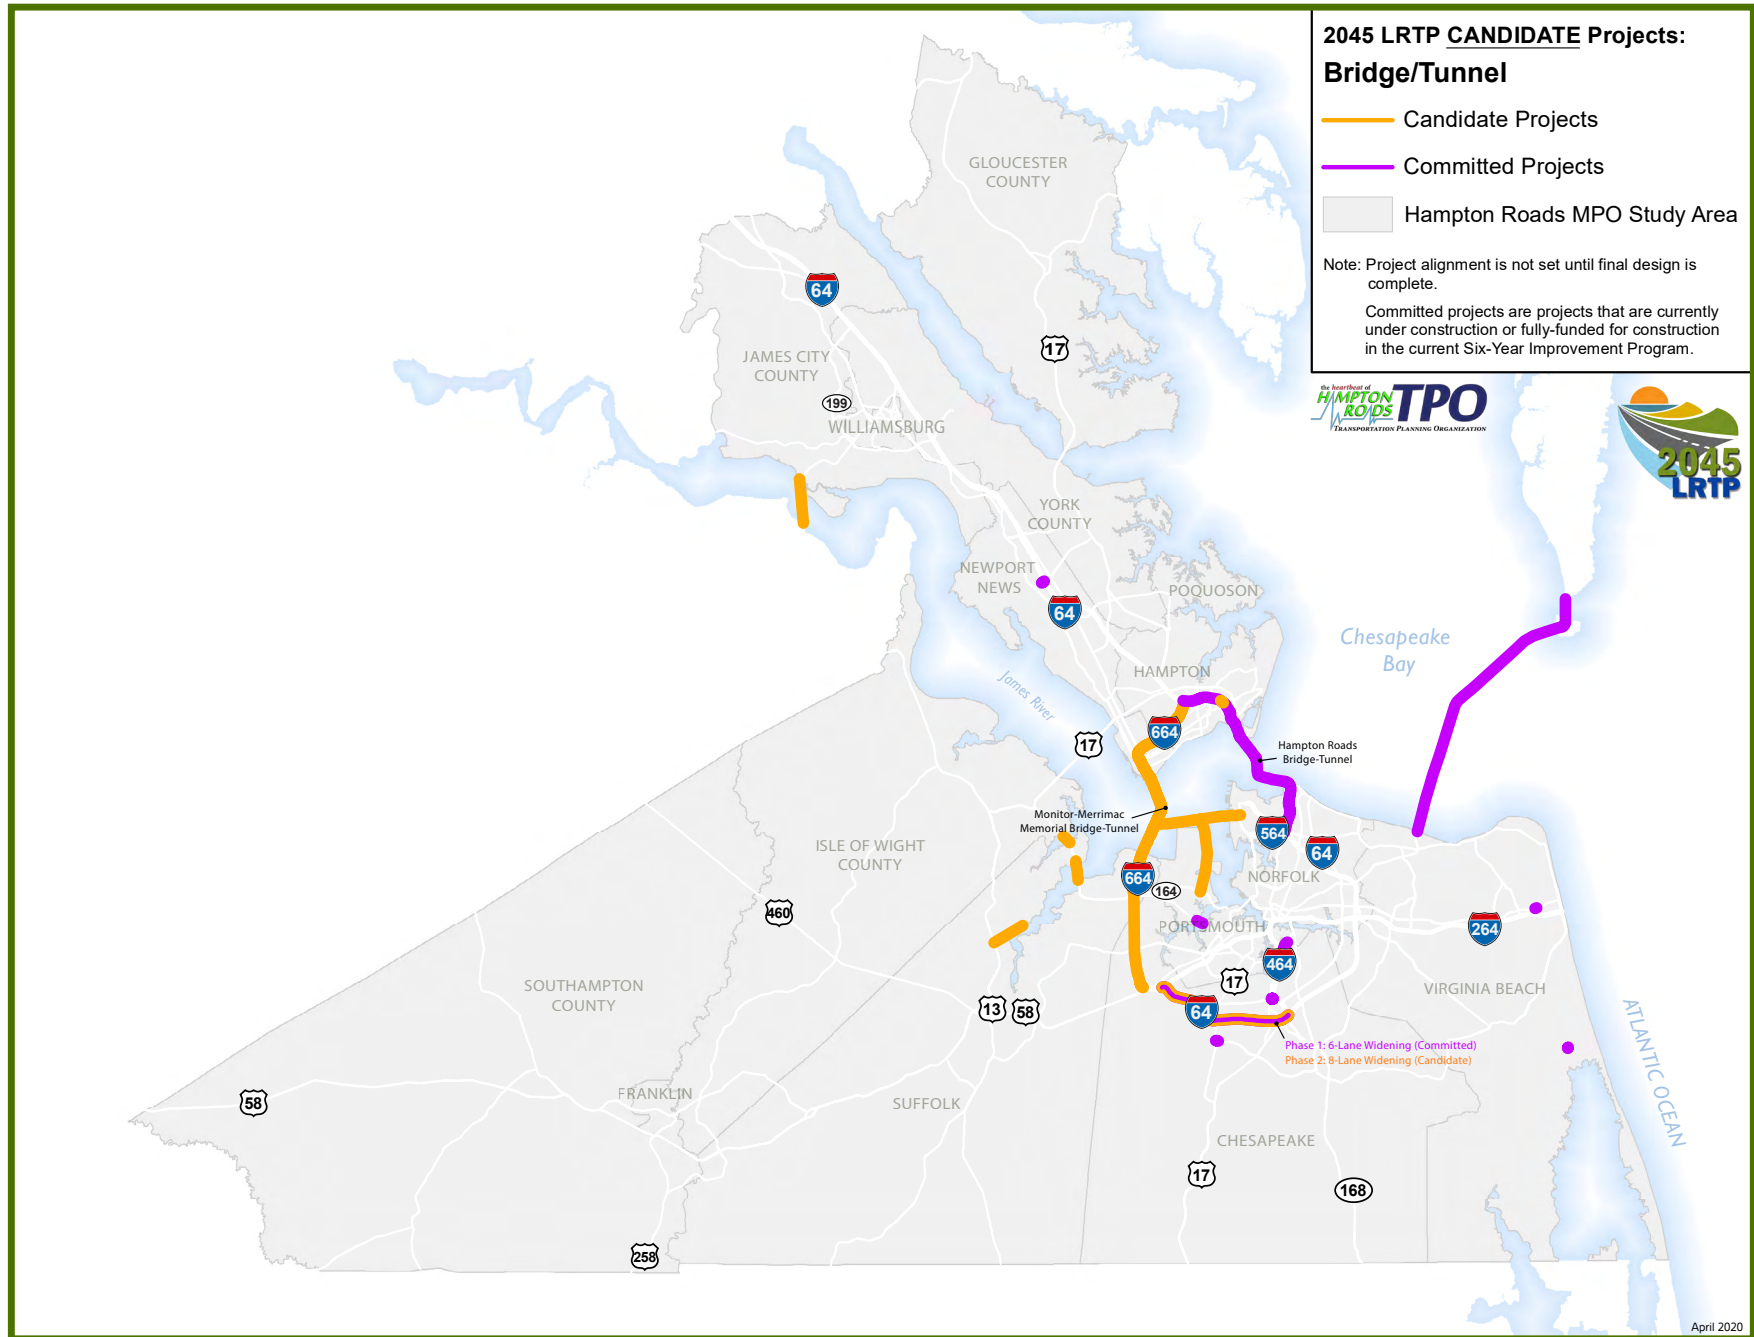 2045 LRTP CANDIDATE Projects:
Bridge/Tunnel
Candidate Projects
Committed Projects
Hampton Roads MPO Study Area
Note: Project alignment is not set until final design is
complete.
Committed projects are projects that are currently
under construction or fully-funded for construction
in the current Six-Year Improvement Program.
the heartbeat of
HAMPTON
ROADS
TPO
TRANSPORTATION PLANNING ORGANIZATION
2045
LRTP
GLOUCESTER
COUNTY
64
17
JAMES CITY
COUNTY
199
WILLIAMSBURG
YORK
COUNTY
NEWPORT
NEWS
64
POQUOSON
Chesapeake
Bay
HAMPTON
James River
664
17
Hampton Roads
Bridge-Tunnel
Monitor-Merrimac
Memorial Bridge-Tunnel
564
64
ISLE OF WIGHT
COUNTY
664
164
NORFOLK
460
PORTSMOUTH
264
464
17
SOUTHAMPTON
COUNTY
VIRGINIA BEACH
13
58
64
ATLANTIC OCEAN
Phase 1: 6-Lane Widening (Committed)
Phase 2: 8-Lane Widening (Candidate)
58
FRANKLIN
SUFFOLK
CHESAPEAKE
17
168
258
April 2020